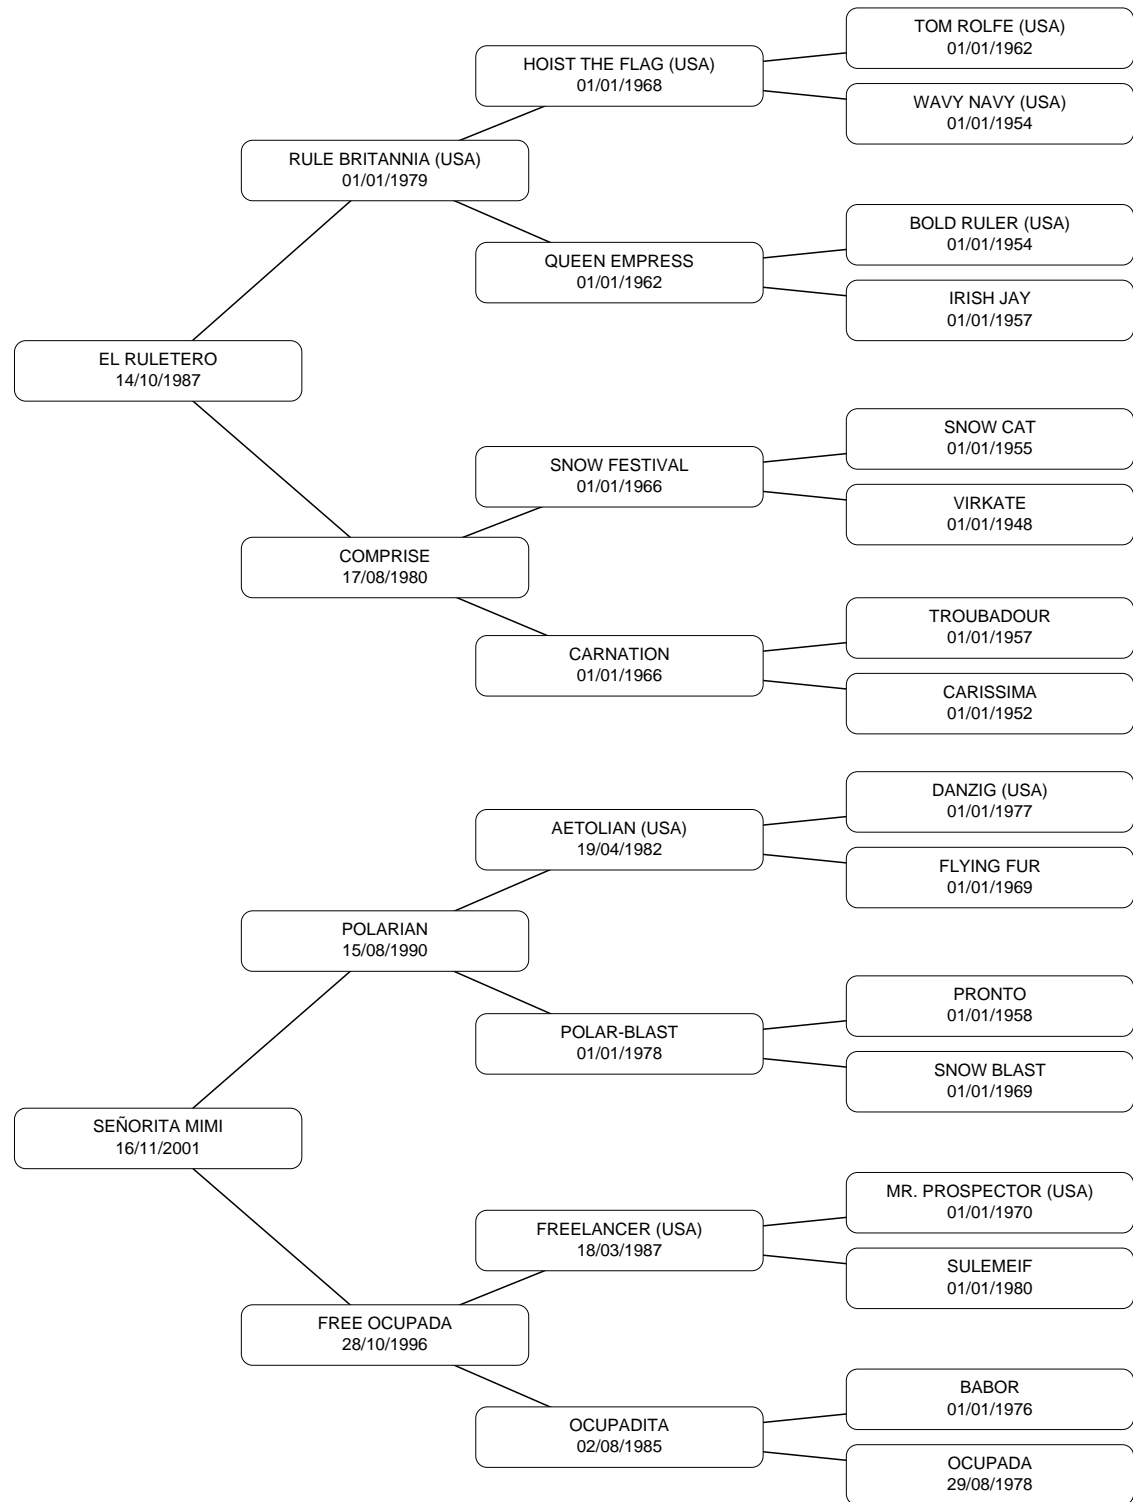 TOM ROLFE (USA)
01/01/1962
HOIST THE FLAG (USA)
01/01/1968
WAVY NAVY (USA)
01/01/1954
RULE BRITANNIA (USA)
01/01/1979
BOLD RULER (USA)
01/01/1954
QUEEN EMPRESS
01/01/1962
IRISH JAY
01/01/1957
EL RULETERO
14/10/1987
SNOW CAT
01/01/1955
SNOW FESTIVAL
01/01/1966
VIRKATE
01/01/1948
COMPRISE
17/08/1980
TROUBADOUR
01/01/1957
CARNATION
01/01/1966
CARISSIMA
01/01/1952
DANZIG (USA)
01/01/1977
AETOLIAN (USA)
19/04/1982
FLYING FUR
01/01/1969
POLARIAN
15/08/1990
PRONTO
01/01/1958
POLAR-BLAST
01/01/1978
SNOW BLAST
01/01/1969
SEÑORITA MIMI
16/11/2001
MR. PROSPECTOR (USA)
01/01/1970
FREELANCER (USA)
18/03/1987
SULEMEIF
01/01/1980
FREE OCUPADA
28/10/1996
BABOR
01/01/1976
OCUPADITA
02/08/1985
OCUPADA
29/08/1978